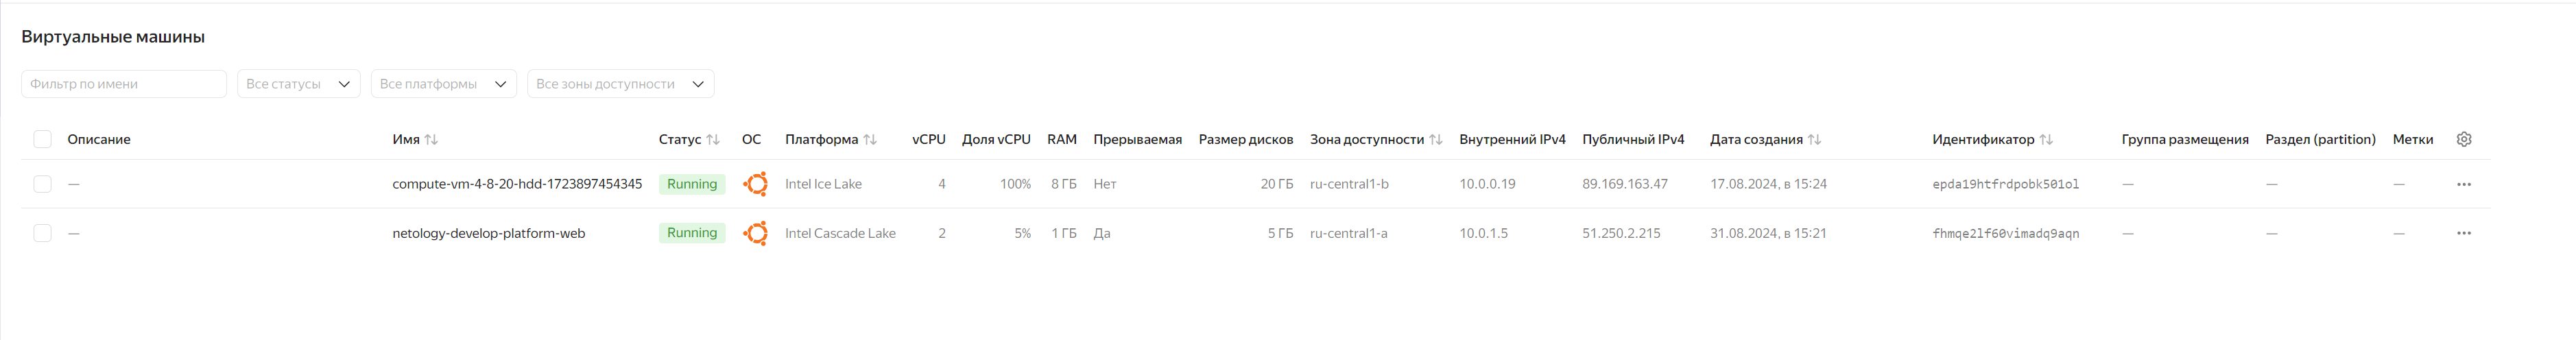 Виртуальные машины
Фильтр по имени Все статусы Все платформы Все зоны доступности
Описание Имя Статус ОС Платформа vCPU Доля vCPU RAM Прерываемая Размер дисков Зона доступности Внутренний IPv4 Публичный IPv4 Дата создания Идентификатор Группа размещения Раздел (partition) Метки
— compute-vm-4-8-20-hdd-1723897454345 Running Intel Ice Lake 4 100% 8 ГБ Нет 20 ГБ ru-central1-b 10.0.0.19 89.169.163.47 17.08.2024, в 15:24 epda19htfrdpobk501ol — — —
— netology-develop-platform-web Running Intel Cascade Lake 2 5% 1 ГБ Да 5 ГБ ru-central1-a 10.0.1.5 51.250.2.215 31.08.2024, в 15:21 fhmqe2lf60vimadq9aqn — — —